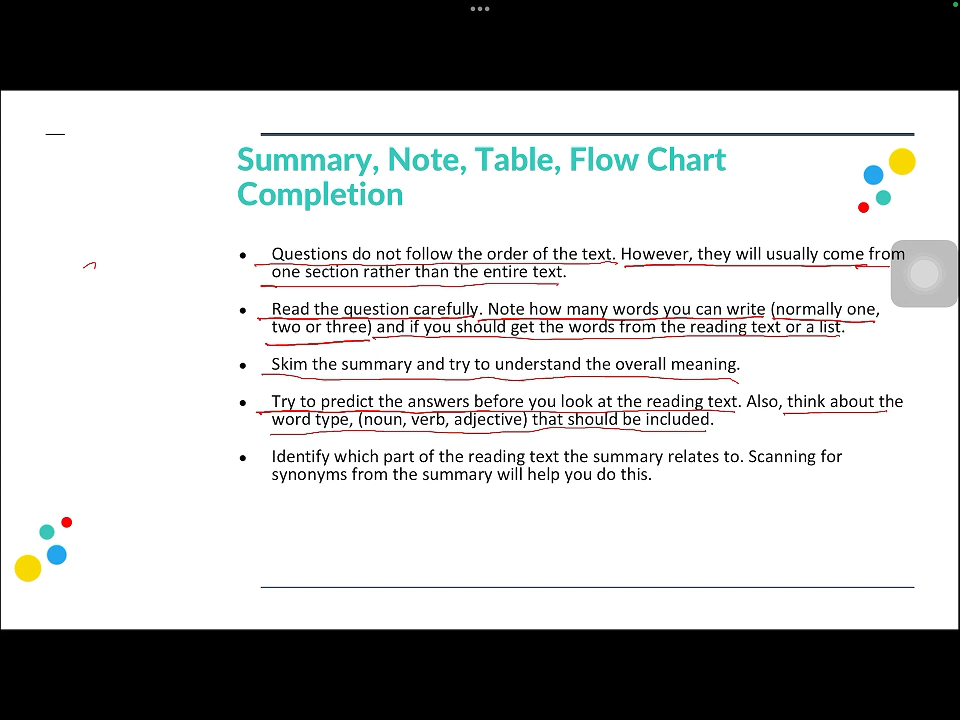 Summary, Note, Table, Flow Chart
Completion
• Questions do not follow the order of the text. However, they will usually come from
one section rather than the entire text.
• Read the question carefully. Note how many words you can write (normally one,
two or three) and if you should get the words from the reading text or a list.
• Skim the summary and try to understand the overall meaning.
• Try to predict the answers before you look at the reading text. Also, think about the
word type, (noun, verb, adjective) that should be included.
• Identify which part of the reading text the summary relates to. Scanning for
synonyms from the summary will help you do this.